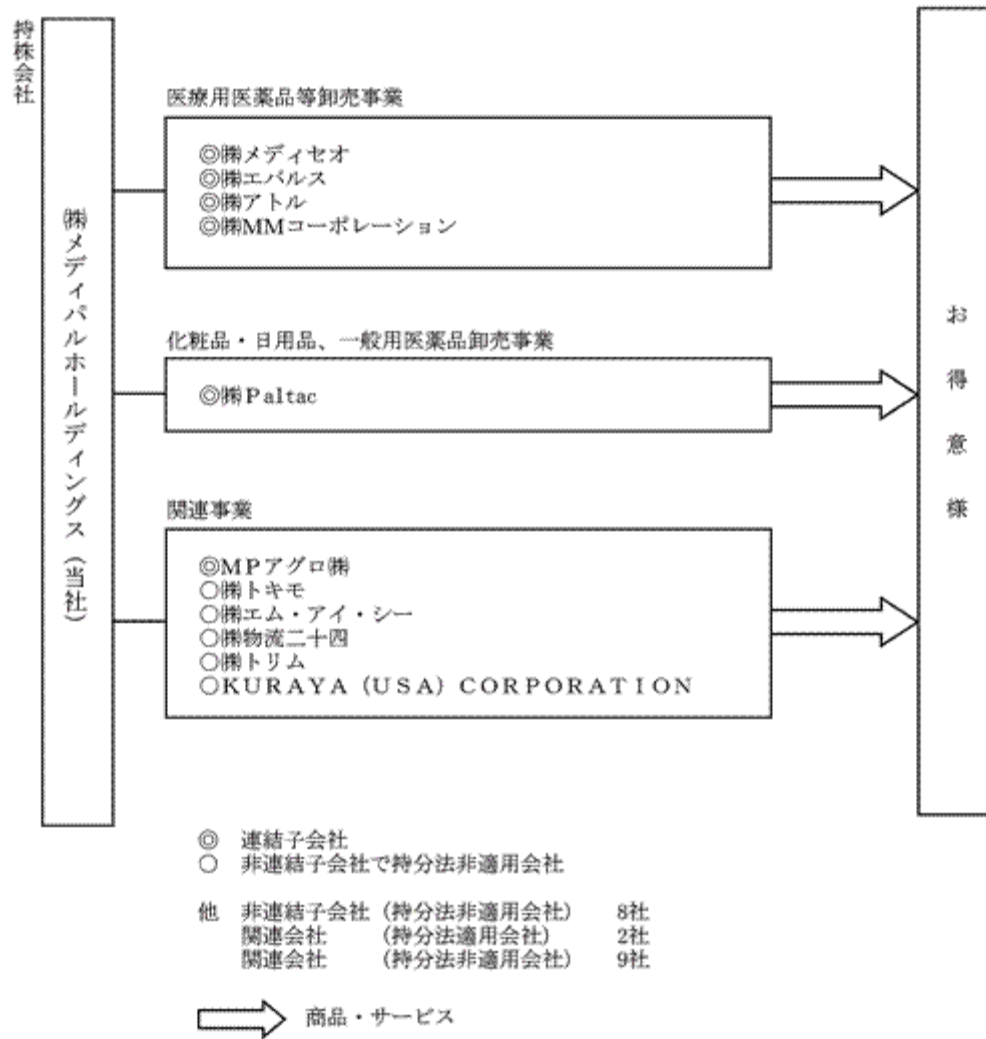 持株会社
㈱メディパルホールディングス（当社）
医療用医薬品等卸売事業
◎㈱メディセオ
◎㈱エバルス
◎㈱アトル
◎㈱MMコーポレーション
化粧品・日用品、一般用医薬品卸売事業
◎㈱Ｐaltac
関連事業
◎ＭＰアグロ㈱
○㈱トキモ
○㈱エム・アイ・シー
○㈱物流二十四
○㈱トリム
○ＫＵＲＡＹＡ（ＵＳＡ）ＣＯＲＰＯＲＡＴＩＯＮ
お得意様
◎　連結子会社
○　非連結子会社で持分法非適用会社
他　非連結子会社（持分法非適用会社）　8社
関連会社　（持分法適用会社）　2社
関連会社　（持分法非適用会社）　9社
商品・サービス